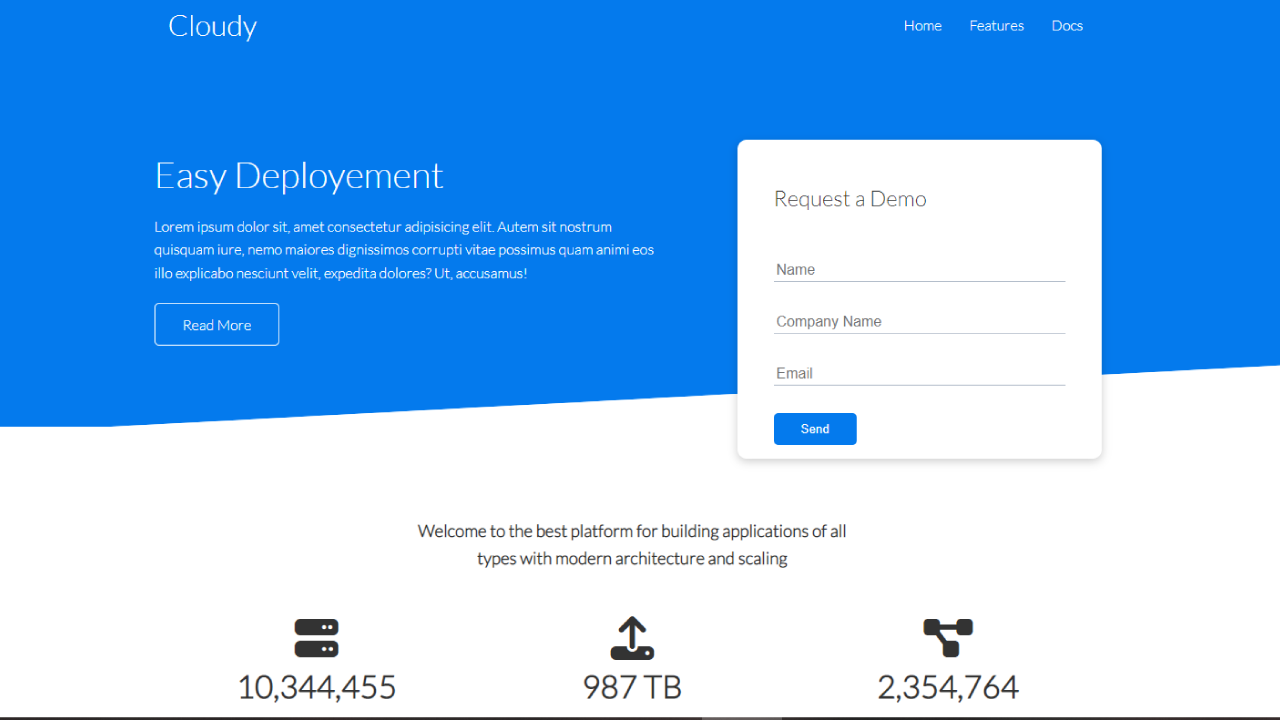 Cloudy
Home Features Docs
Easy Deployement
Lorem ipsum dolor sit, amet consectetur adipisicing elit. Autem sit nostrum
quisquam iure, nemo maiores dignissimos corrupti vitae possimus quam animi eos
illo explicabo nesciunt velit, expedita dolores? Ut, accusamus!
Read More
Request a Demo
Name
Company Name
Email
Send
Welcome to the best platform for building applications of all
types with modern architecture and scaling
10,344,455
987 TB
2,354,764